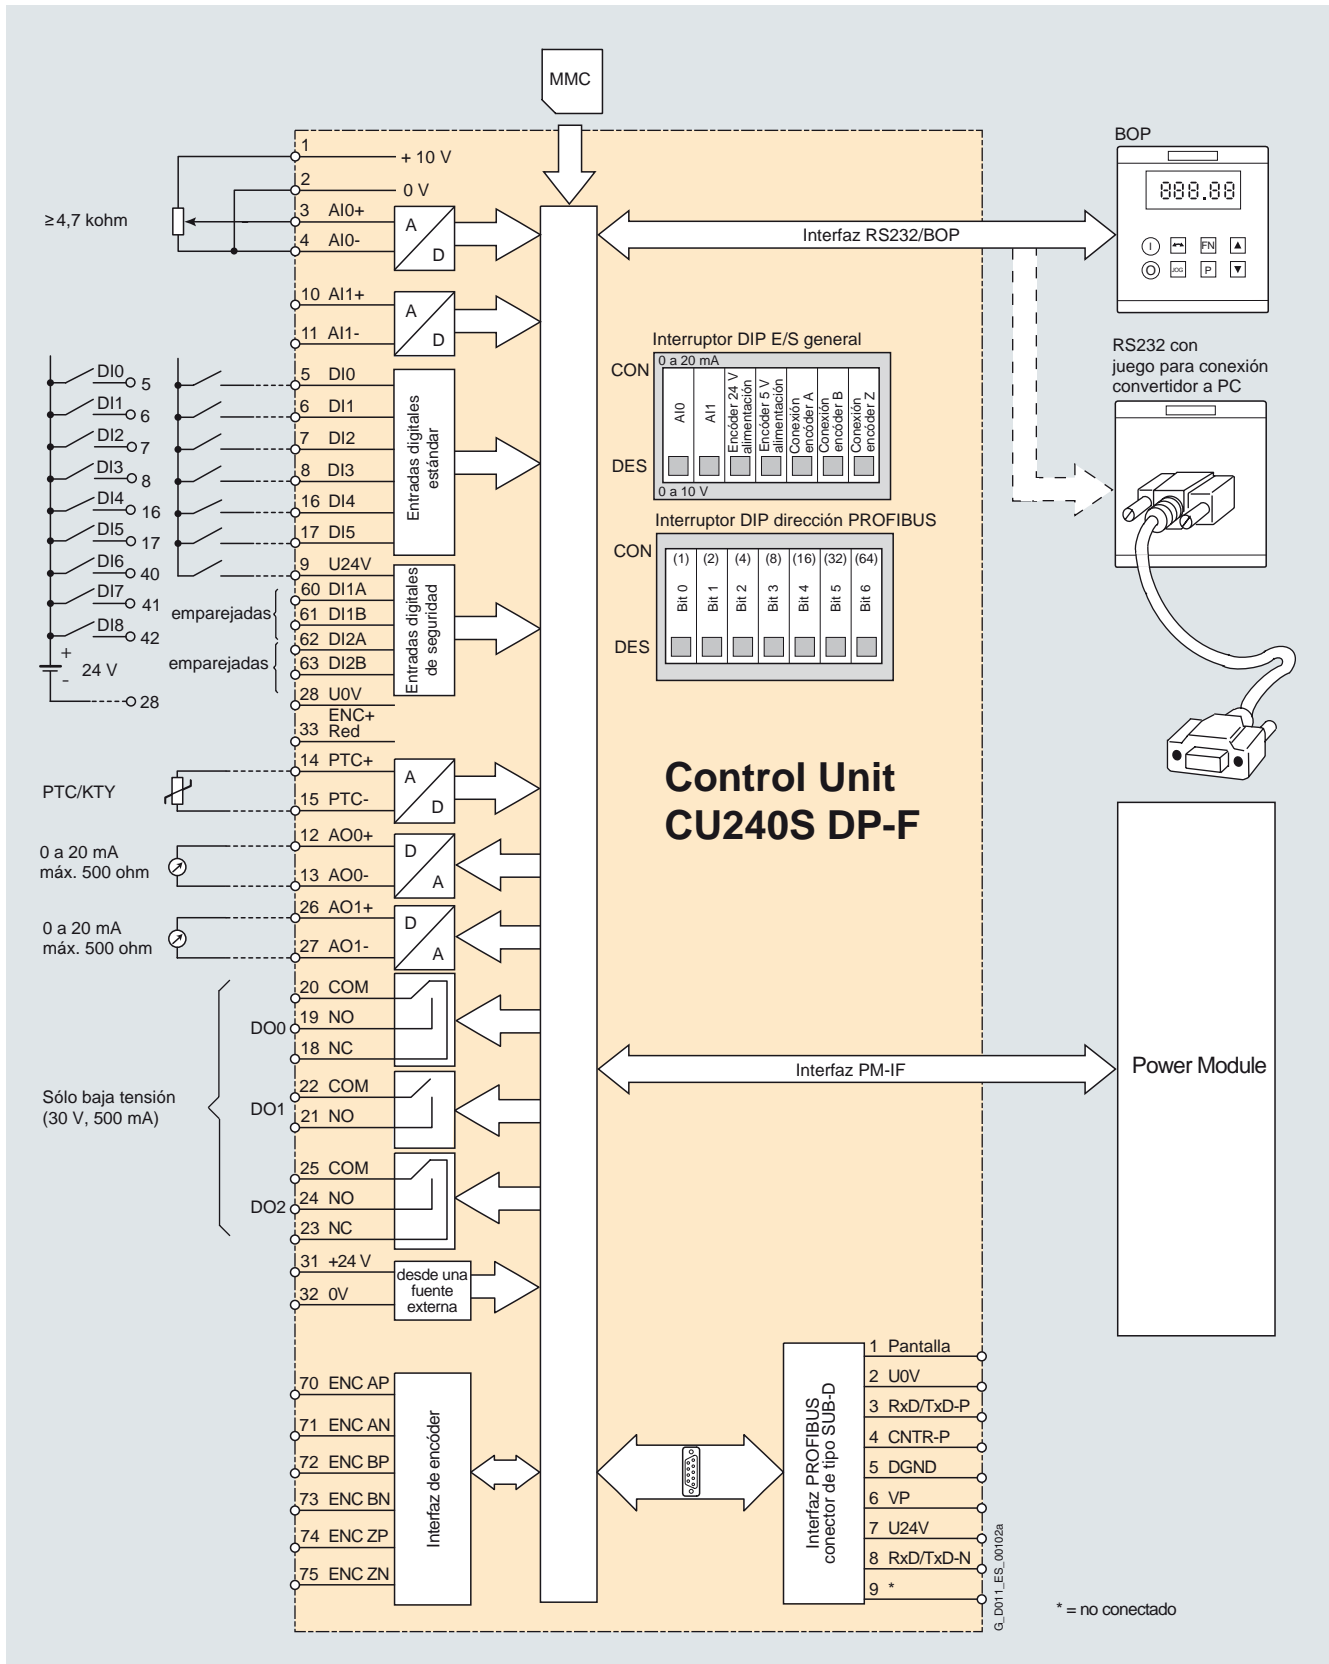 MMC
BOP
888.88
FN
JOG
P
1
+ 10 V
2
0 V
≥ 4,7 kohm
3 AI0+
4 AI0-
A
D
Interfaz RS232/BOP
10 AI1+
11 AI1-
A
D
RS232 con
juego para conexión
convertidor a PC
Interruptor DIP E/S general
CON
0 a 20 mA
AI0
AI1
Encóder 24 V
alimentación
Encóder 5 V
alimentación
Conexión
encóder A
Conexión
encóder B
Conexión
encóder Z
DES
0 a 10 V
Interruptor DIP dirección PROFIBUS
CON
(1) (2) (4) (8) (16) (32) (64)
Bit 0
Bit 1
Bit 2
Bit 3
Bit 4
Bit 5
Bit 6
DES
DI0 5
DI1 6
DI2 7
DI3 8
DI4 16
DI5 17
DI6 40
DI7 41
DI8 42
+
24 V
-
28
5 DI0
6 DI1
7 DI2
8 DI3
16 DI4
17 DI5
Entradas digitales
estándar
9 U24V
60 DI1A
61 DI1B
62 DI2A
63 DI2B
emparejadas
emparejadas
Entradas digitales
de seguridad
28 U0V
ENC+
33 Red
Control Unit
CU240S DP-F
PTC/KTY
14 PTC+
15 PTC-
A
D
0 a 20 mA
máx. 500 ohm
12 AO0+
13 AO0-
D
A
0 a 20 mA
máx. 500 ohm
26 AO1+
27 AO1-
D
A
Sólo baja tensión
(30 V, 500 mA)
DO0
20 COM
19 NO
18 NC
DO1
22 COM
21 NO
DO2
25 COM
24 NO
23 NC
Interfaz PM-IF
Power Module
31 +24 V
32 0V
desde una
fuente
externa
70 ENC AP
71 ENC AN
72 ENC BP
73 ENC BN
74 ENC ZP
75 ENC ZN
Interfaz de encóder
Interfaz PROFIBUS
conector de tipo SUB-D
1 Pantalla
2 U0V
3 RxD/TxD-P
4 CNTR-P
5 DGND
6 VP
7 U24V
8 RxD/TxD-N
9 *
G_D011_ES_00102a
* = no conectado